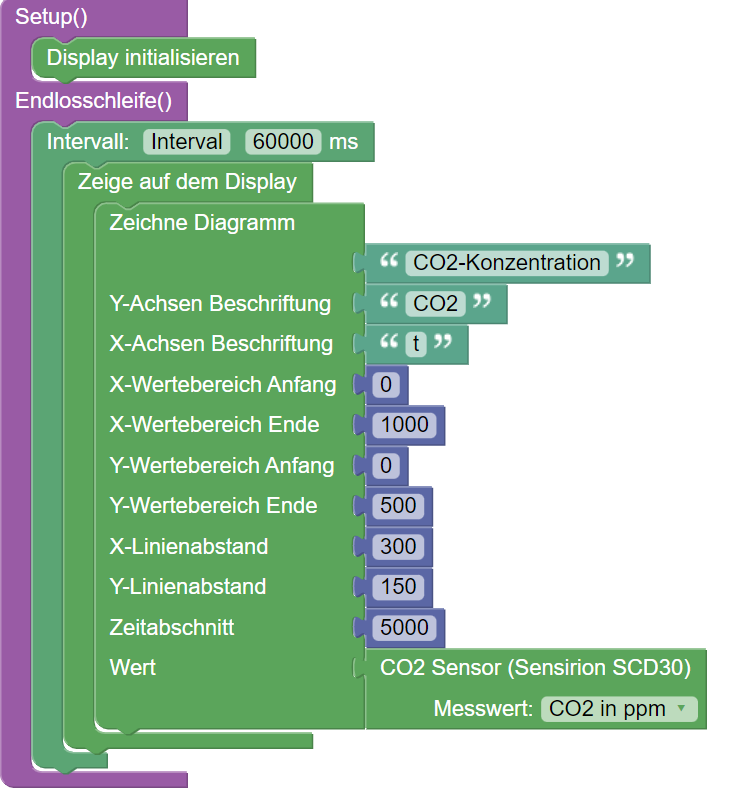 Setup()
Display initialisieren
Endlosschleife()
Intervall: Interval 60000 ms
Zeige auf dem Display
Zeichne Diagramm
“ CO2-Konzentration ”
Y-Achsen Beschriftung “ CO2 ”
X-Achsen Beschriftung “ t ”
X-Wertebereich Anfang 0
X-Wertebereich Ende 1000
Y-Wertebereich Anfang 0
Y-Wertebereich Ende 500
X-Linienabstand 300
Y-Linienabstand 150
Zeitabschnitt 5000
Wert CO2 Sensor (Sensirion SCD30)
Messwert: CO2 in ppm